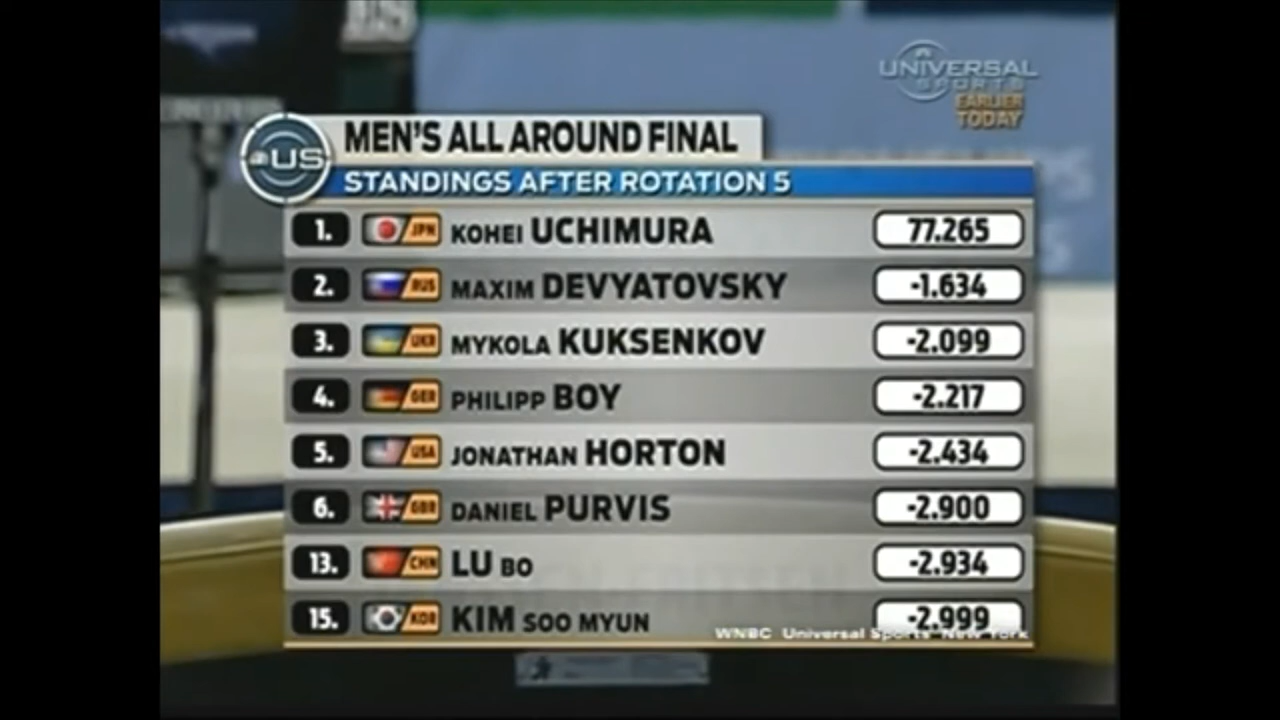 UNIVERSAL
SPORTS
EARLIER
TODAY
US
MEN'S ALL AROUND FINAL
STANDINGS AFTER ROTATION 5
1. JPN KOHEI UCHIMURA 77.265
2. RUS MAXIM DEVYATOVSKY -1.634
3. UKR MYKOLA KUKSENKOV -2.099
4. GER PHILIPP BOY -2.217
5. USA JONATHAN HORTON -2.434
6. GBR DANIEL PURVIS -2.900
13. CHN LU BO -2.934
15. KOR KIM SOO MYUN -2.999
WNBC Universal Sports New York